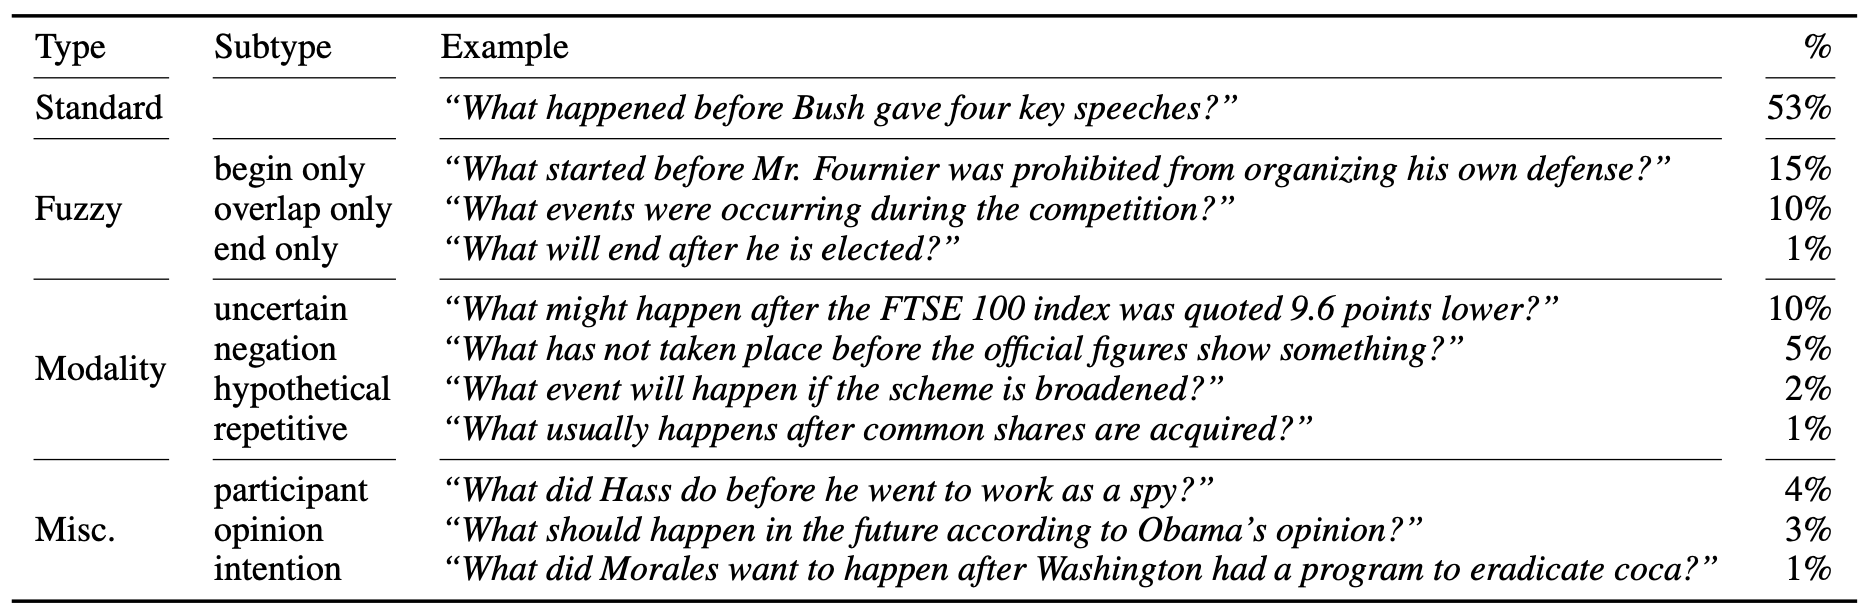 Type Subtype Example %
Standard “What happened before Bush gave four key speeches?” 53%
begin only “What started before Mr. Fournier was prohibited from organizing his own defense?” 15%
Fuzzy overlap only “What events were occurring during the competition?” 10%
end only “What will end after he is elected?” 1%
uncertain “What might happen after the FTSE 100 index was quoted 9.6 points lower?” 10%
negation “What has not taken place before the official figures show something?” 5%
Modality
hypothetical “What event will happen if the scheme is broadened?” 2%
repetitive “What usually happens after common shares are acquired?” 1%
participant “What did Hass do before he went to work as a spy?” 4%
Misc. opinion “What should happen in the future according to Obama’s opinion?” 3%
intention “What did Morales want to happen after Washington had a program to eradicate coca?” 1%